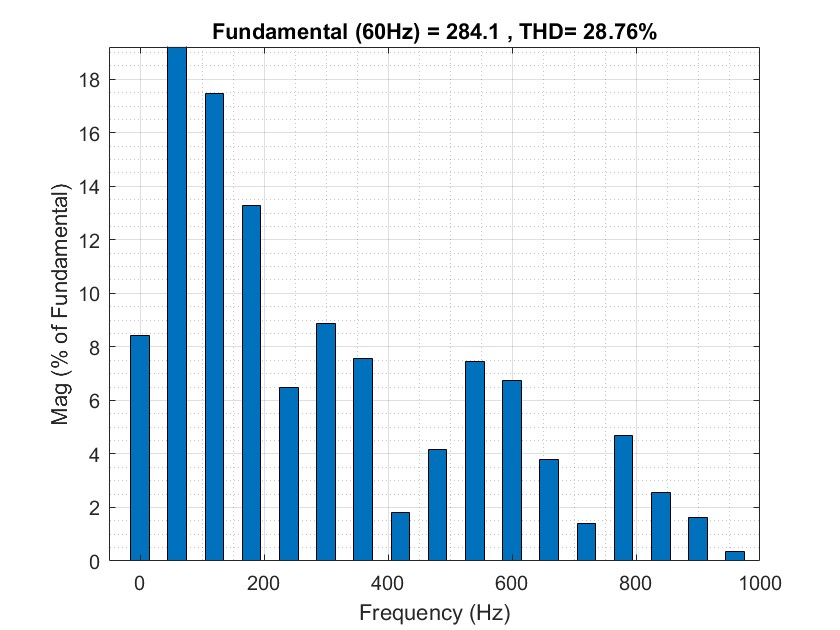 Fundamental (60Hz) = 284.1 , THD= 28.76%
18
16
14
12
10
8
6
4
2
0
Mag (% of Fundamental)
0 200 400 600 800 1000
Frequency (Hz)